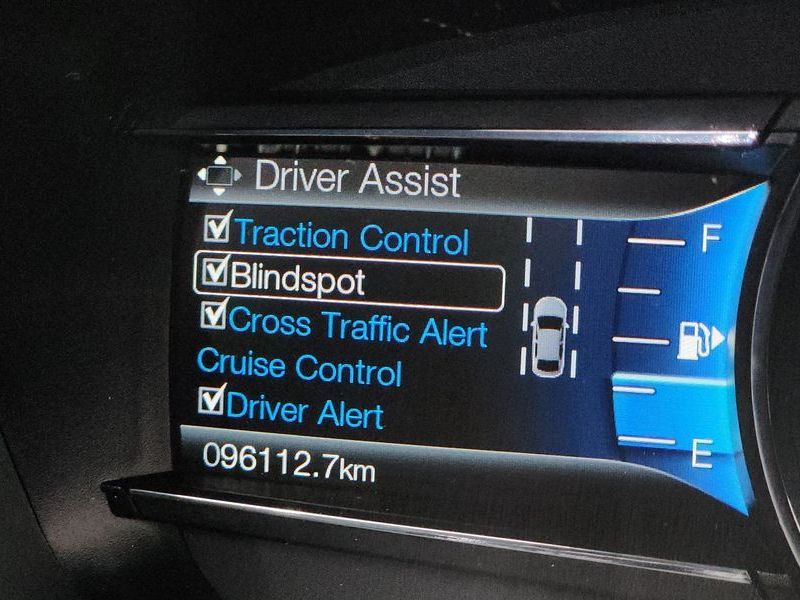 Driver Assist
Traction Control
Blindspot
Cross Traffic Alert
Cruise Control
Driver Alert
096112.7km
F
E